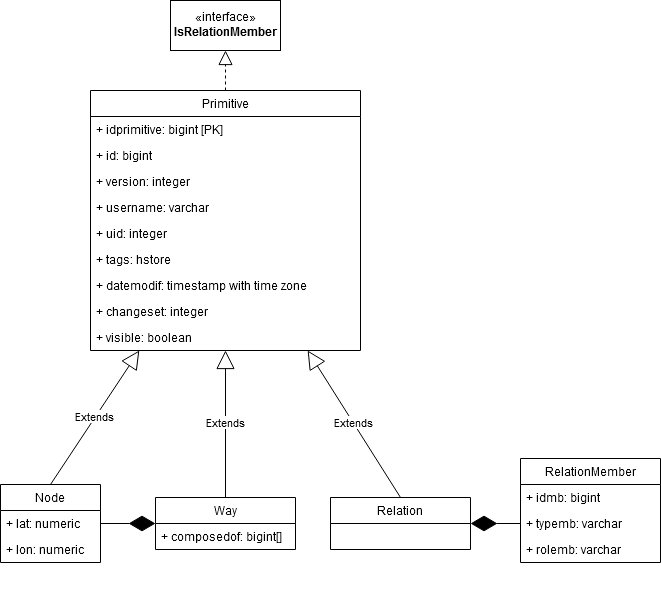 «interface»
IsRelationMember
Primitive
+ idprimitive: bigint [PK]
+ id: bigint
+ version: integer
+ username: varchar
+ uid: integer
+ tags: hstore
+ datemodif: timestamp with time zone
+ changeset: integer
+ visible: boolean
Extends
Extends
Extends
Node
+ lat: numeric
+ lon: numeric
Way
+ composedof: bigint[]
Relation
RelationMember
+ idmb: bigint
+ typemb: varchar
+ rolemb: varchar